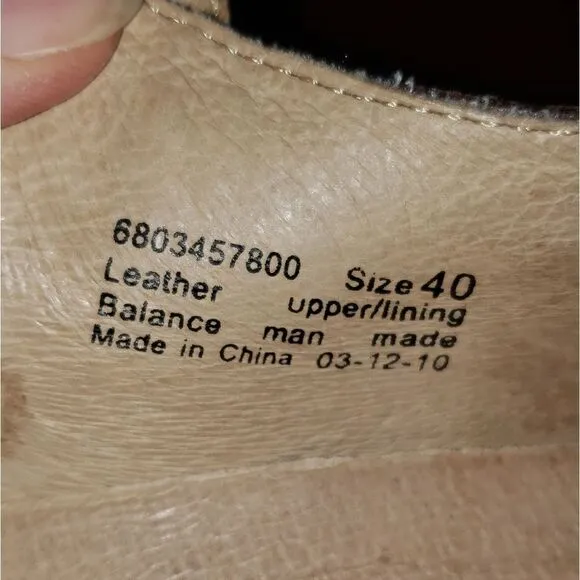 6803457800 Size 40
Leather upper/lining
Balance man made
Made in China 03-12-10